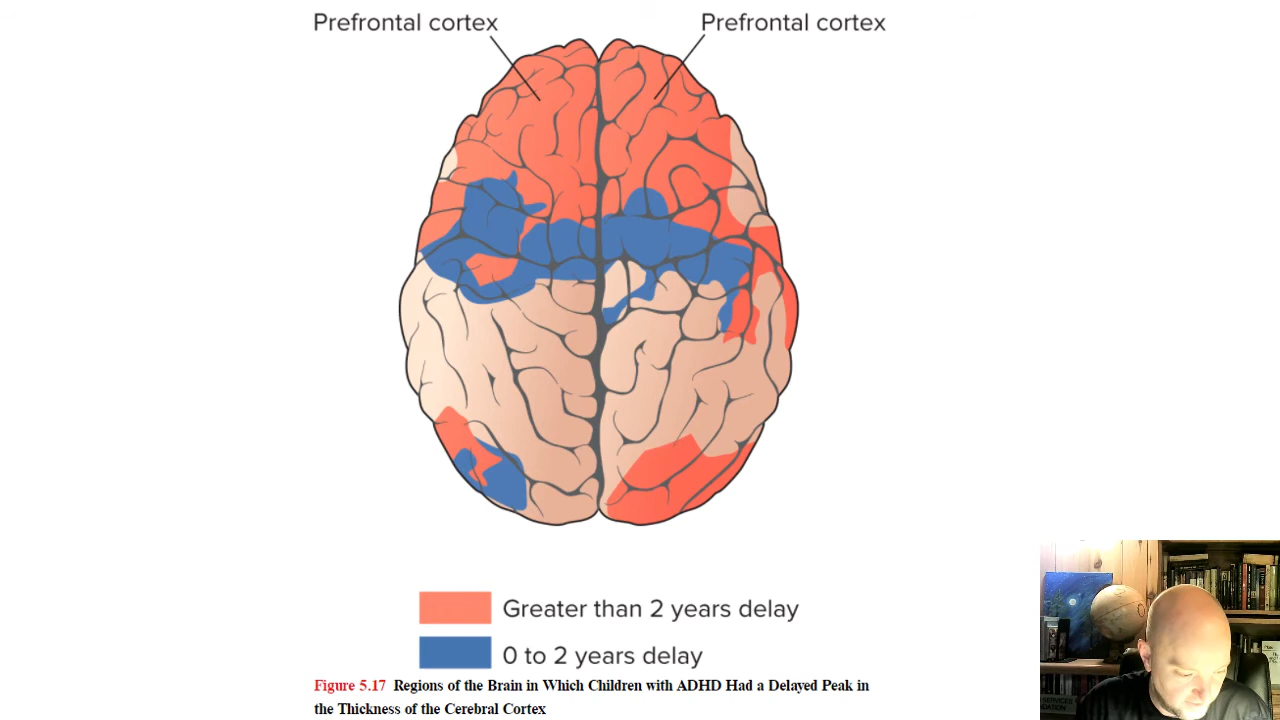 Prefrontal cortex
Prefrontal cortex
Greater than 2 years delay
0 to 2 years delay
Figure 5.17 Regions of the Brain in Which Children with ADHD Had a Delayed Peak in
the Thickness of the Cerebral Cortex